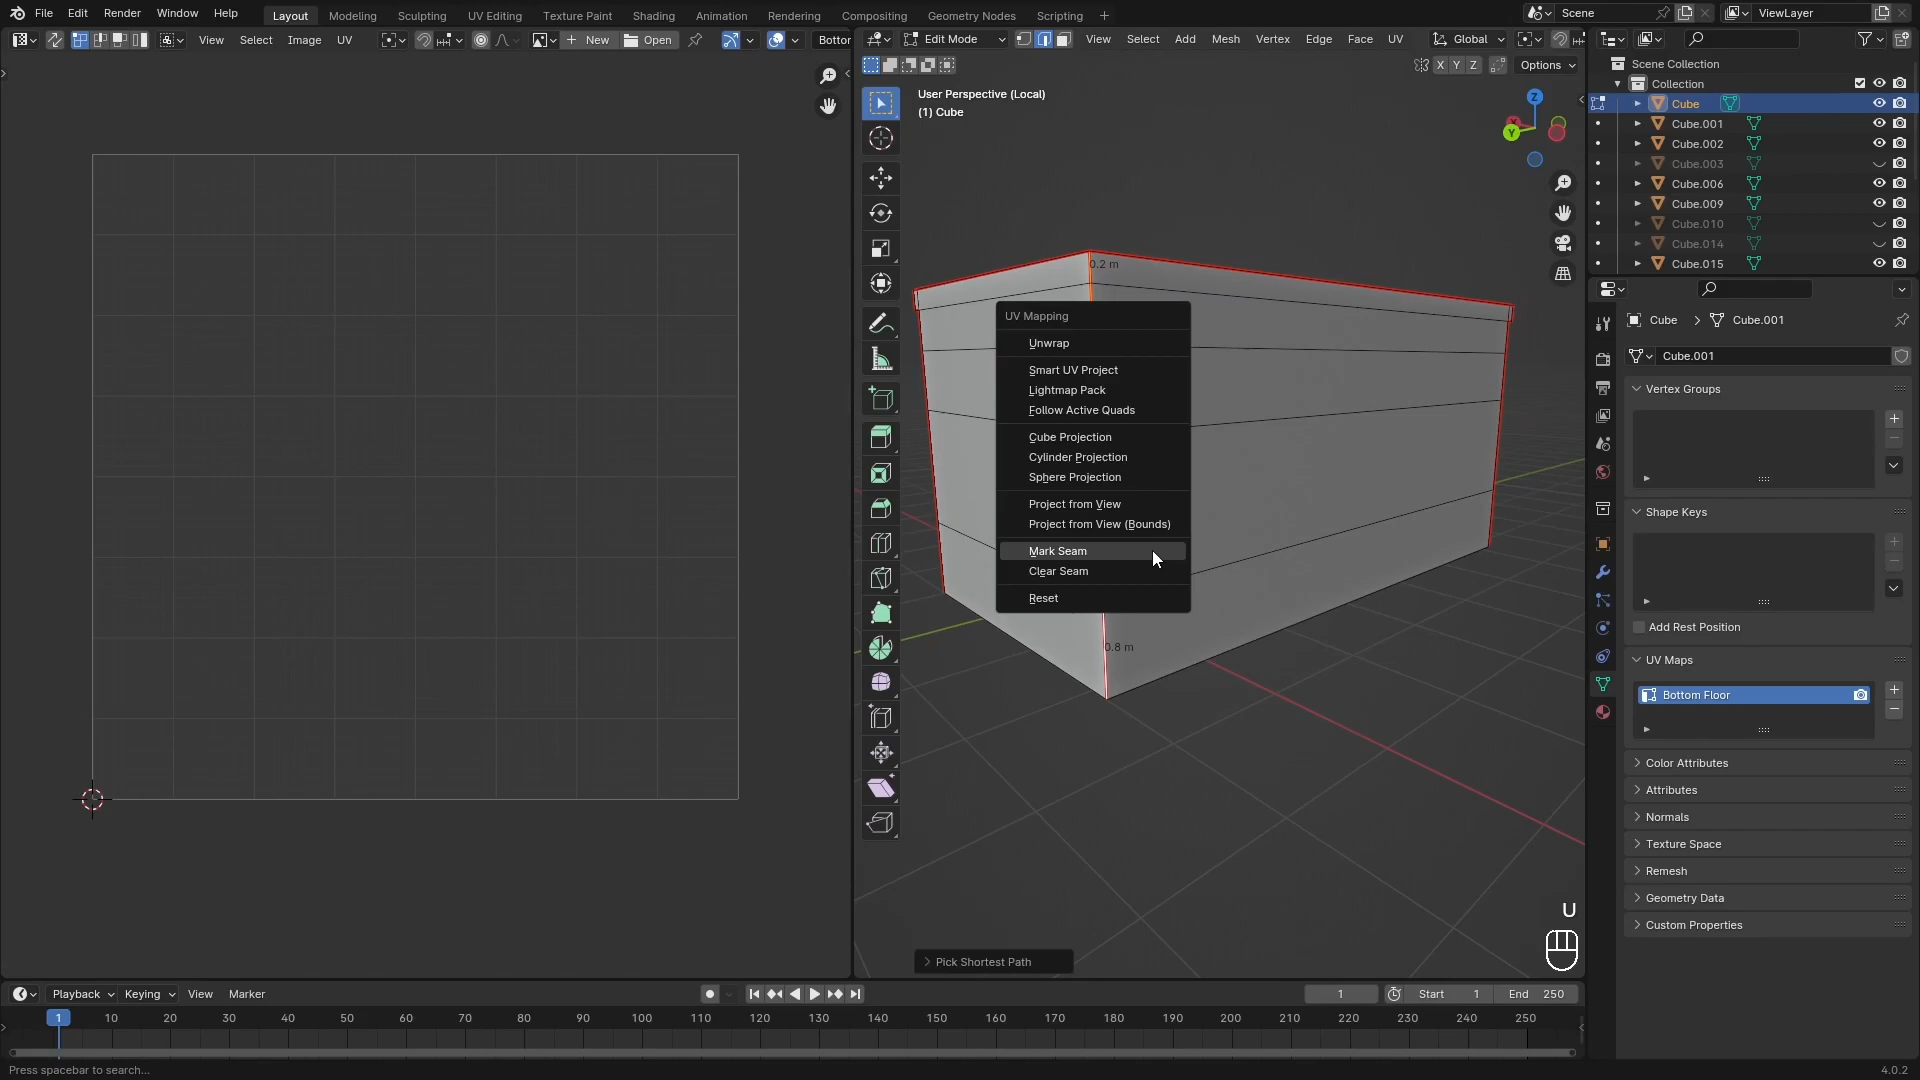 File Edit Render Window Help Layout Modeling Sculpting UV Editing Texture Paint Shading Animation Rendering Compositing Geometry Nodes Scripting + Scene ViewLayer
View Select Image UV New Open Bottor
Edit Mode View Select Add Mesh Vertex Edge Face UV Global
X Y Z Options
User Perspective (Local)
(1) Cube
Z
Y
0.2 m
UV Mapping
Unwrap
Smart UV Project
Lightmap Pack
Follow Active Quads
Cube Projection
Cylinder Projection
Sphere Projection
Project from View
Project from View (Bounds)
Mark Seam
Clear Seam
Reset
0.8 m
U
Pick Shortest Path
Scene Collection
Collection
Cube
Cube.001
Cube.002
Cube.003
Cube.006
Cube.009
Cube.010
Cube.014
Cube.015
Cube Cube.001
Cube.001
Vertex Groups
Shape Keys
Add Rest Position
UV Maps
Bottom Floor
Color Attributes
Attributes
Normals
Texture Space
Remesh
Geometry Data
Custom Properties
Playback Keying View Marker 1 Start 1 End 250
1 10 20 30 40 50 60 70 80 90 100 110 120 130 140 150 160 170 180 190 200 210 220 230 240 250
Press spacebar to search... 4.0.2